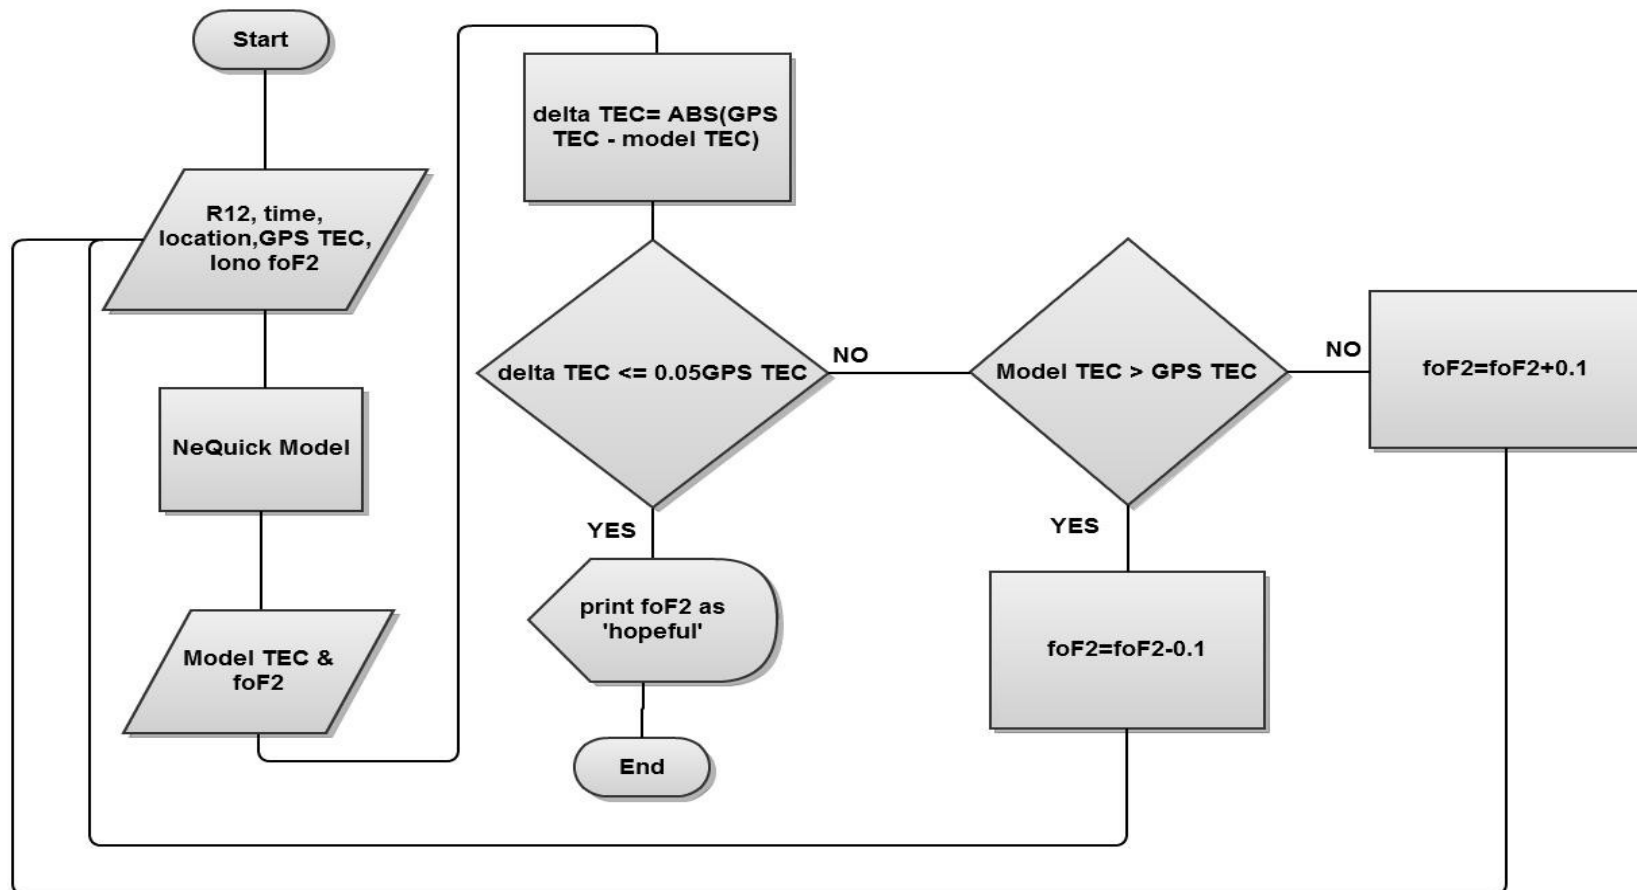 Start
R12, time,
location,GPS TEC,
Iono foF2
NeQuick Model
Model TEC &
foF2
delta TEC= ABS(GPS
TEC - model TEC)
delta TEC <= 0.05GPS TEC
NO
YES
print foF2 as
'hopeful'
End
Model TEC > GPS TEC
NO
YES
foF2=foF2+0.1
foF2=foF2-0.1